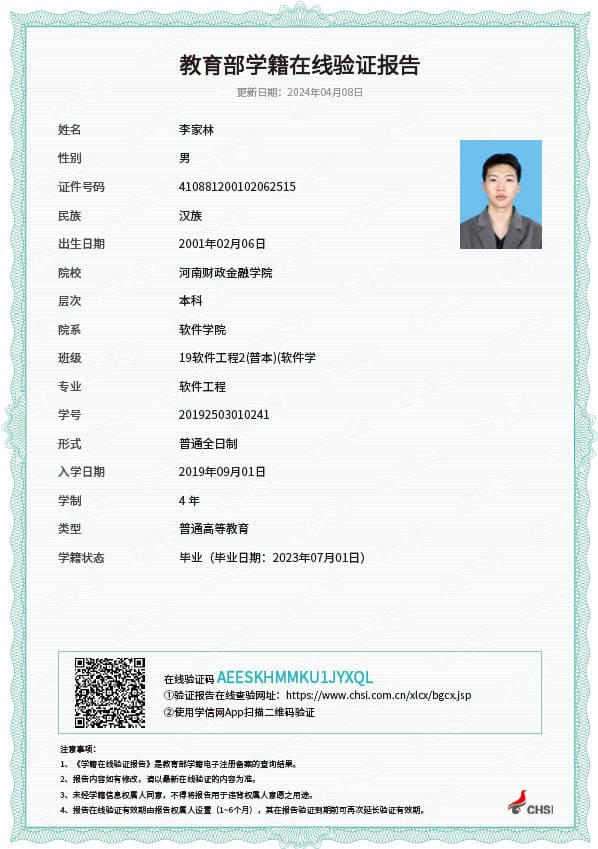 教育部学籍在线验证报告
更新日期：2024年04月08日
姓名 李家林
性别 男
证件号码 410881200102062515
民族 汉族
出生日期 2001年02月06日
院校 河南财政金融学院
层次 本科
院系 软件学院
班级 19软件工程2(普本)(软件学
专业 软件工程
学号 20192503010241
形式 普通全日制
入学日期 2019年09月01日
学制 4 年
类型 普通高等教育
学籍状态 毕业（毕业日期：2023年07月01日）
在线验证码 AEESKHMMKU1JYXQL
①验证报告在线查验网址：https://www.chsi.com.cn/xlcx/bgcx.jsp
②使用学信网App扫描二维码验证
注意事项：
1、《学籍在线验证报告》是教育部学籍电子注册备案的查询结果。
2、报告内容如有修改，请以最新在线验证的内容为准。
3、未经学籍信息权属人同意，不得将报告用于违背权属人意愿之用途。
4、报告在线验证有效期由报告权属人设置（1~6个月），其在报告验证到期前可再次延长验证有效期。
CHSI